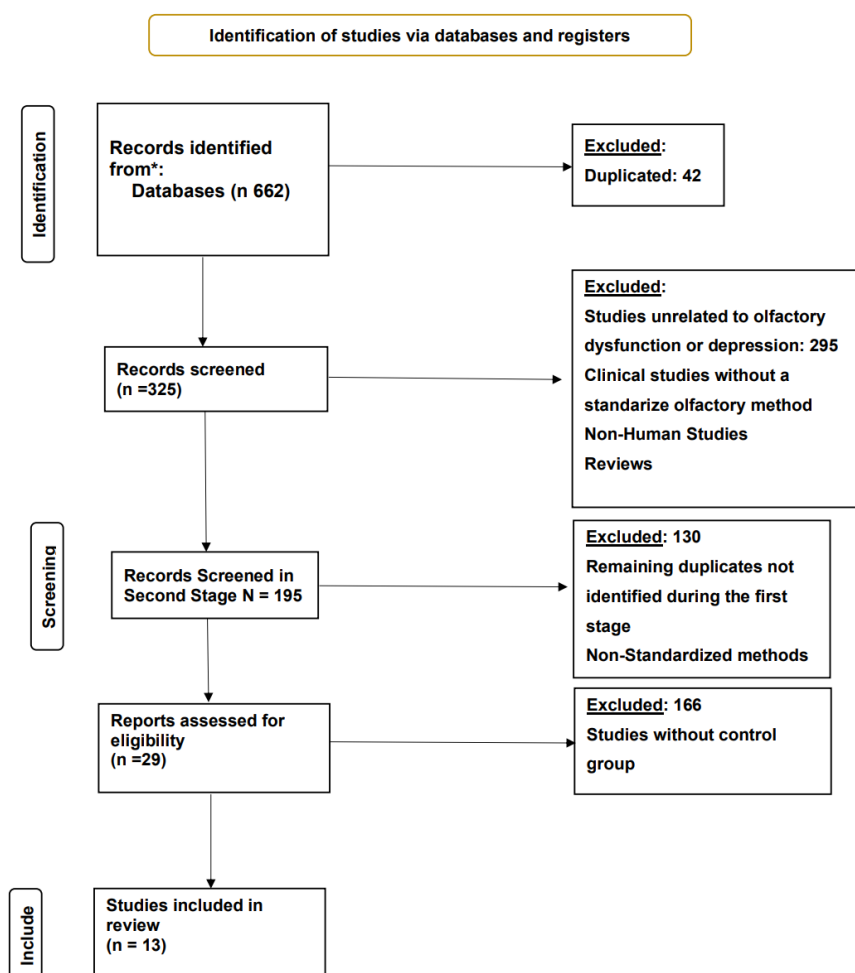 Identification of studies via databases and registers
Identification
Records identified
from*:
Databases (n 662)
Excluded:
Duplicated: 42
Records screened
(n =325)
Excluded:
Studies unrelated to olfactory
dysfunction or depression: 295
Clinical studies without a
standarize olfactory method
Non-Human Studies
Reviews
Screening
Records Screened in
Second Stage N = 195
Excluded: 130
Remaining duplicates not
identified during the first
stage
Non-Standardized methods
Reports assessed for
eligibility
(n =29)
Excluded: 166
Studies without control
group
Include
Studies included in
review
(n = 13)